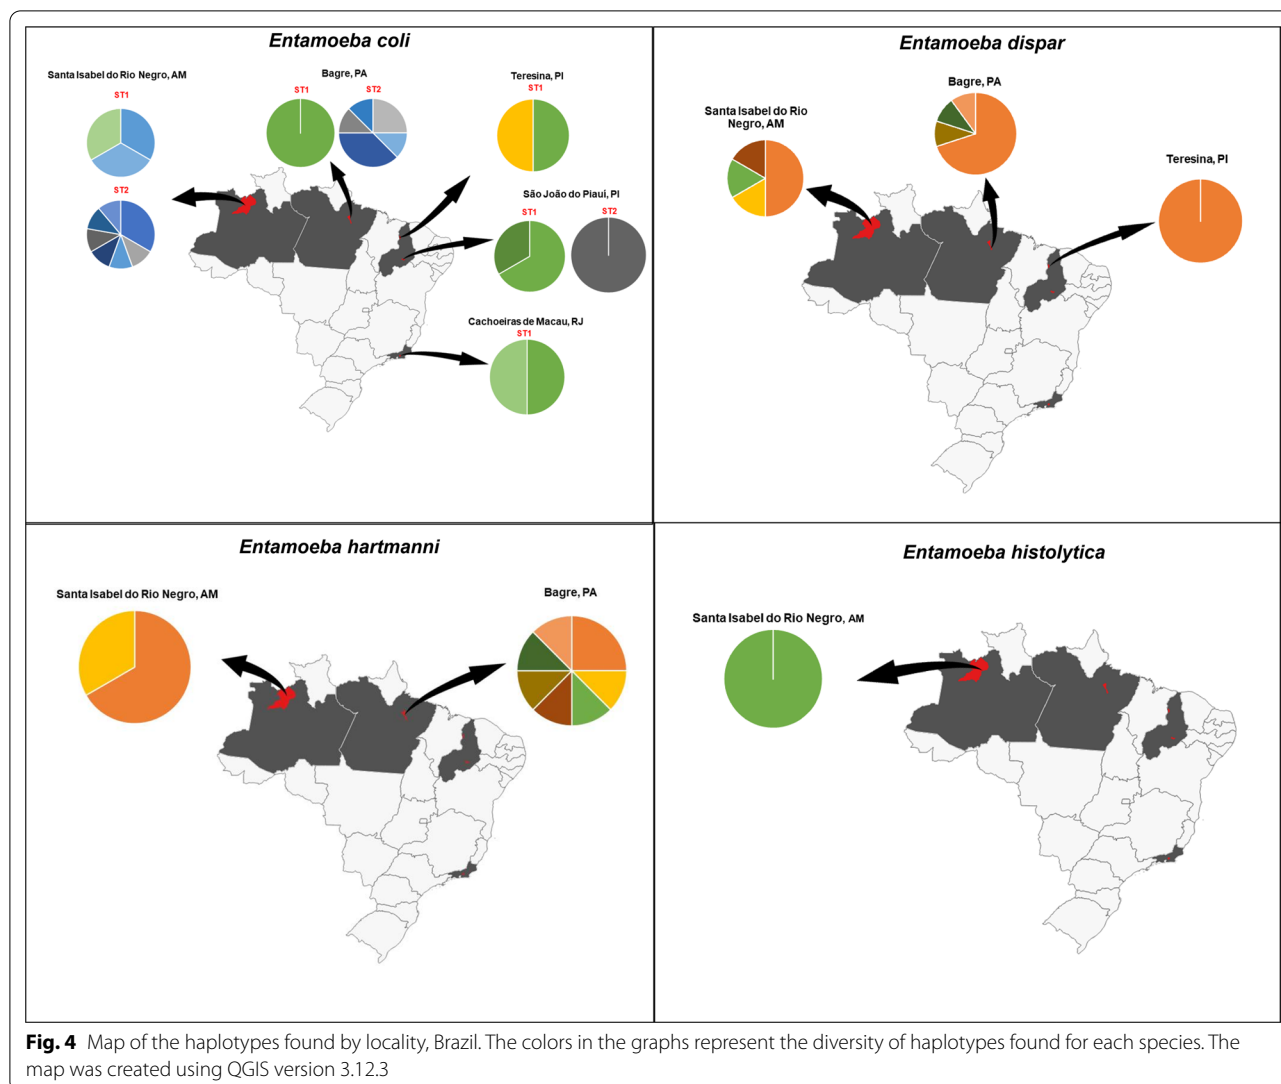 Entamoeba coli
Santa Isabel do Rio Negro, AM
ST1
ST2
Bagre, PA
ST1
ST2
Teresina, PI
ST1
São João do Piauí, PI
ST1
ST2
Cachoeiras de Macau, RJ
ST1
Entamoeba dispar
Santa Isabel do Rio
Negro, AM
Bagre, PA
Teresina, PI
Entamoeba hartmanni
Santa Isabel do Rio Negro, AM
Bagre, PA
Entamoeba histolytica
Santa Isabel do Rio Negro, AM
Fig. 4 Map of the haplotypes found by locality, Brazil. The colors in the graphs represent the diversity of haplotypes found for each species. The
map was created using QGIS version 3.12.3